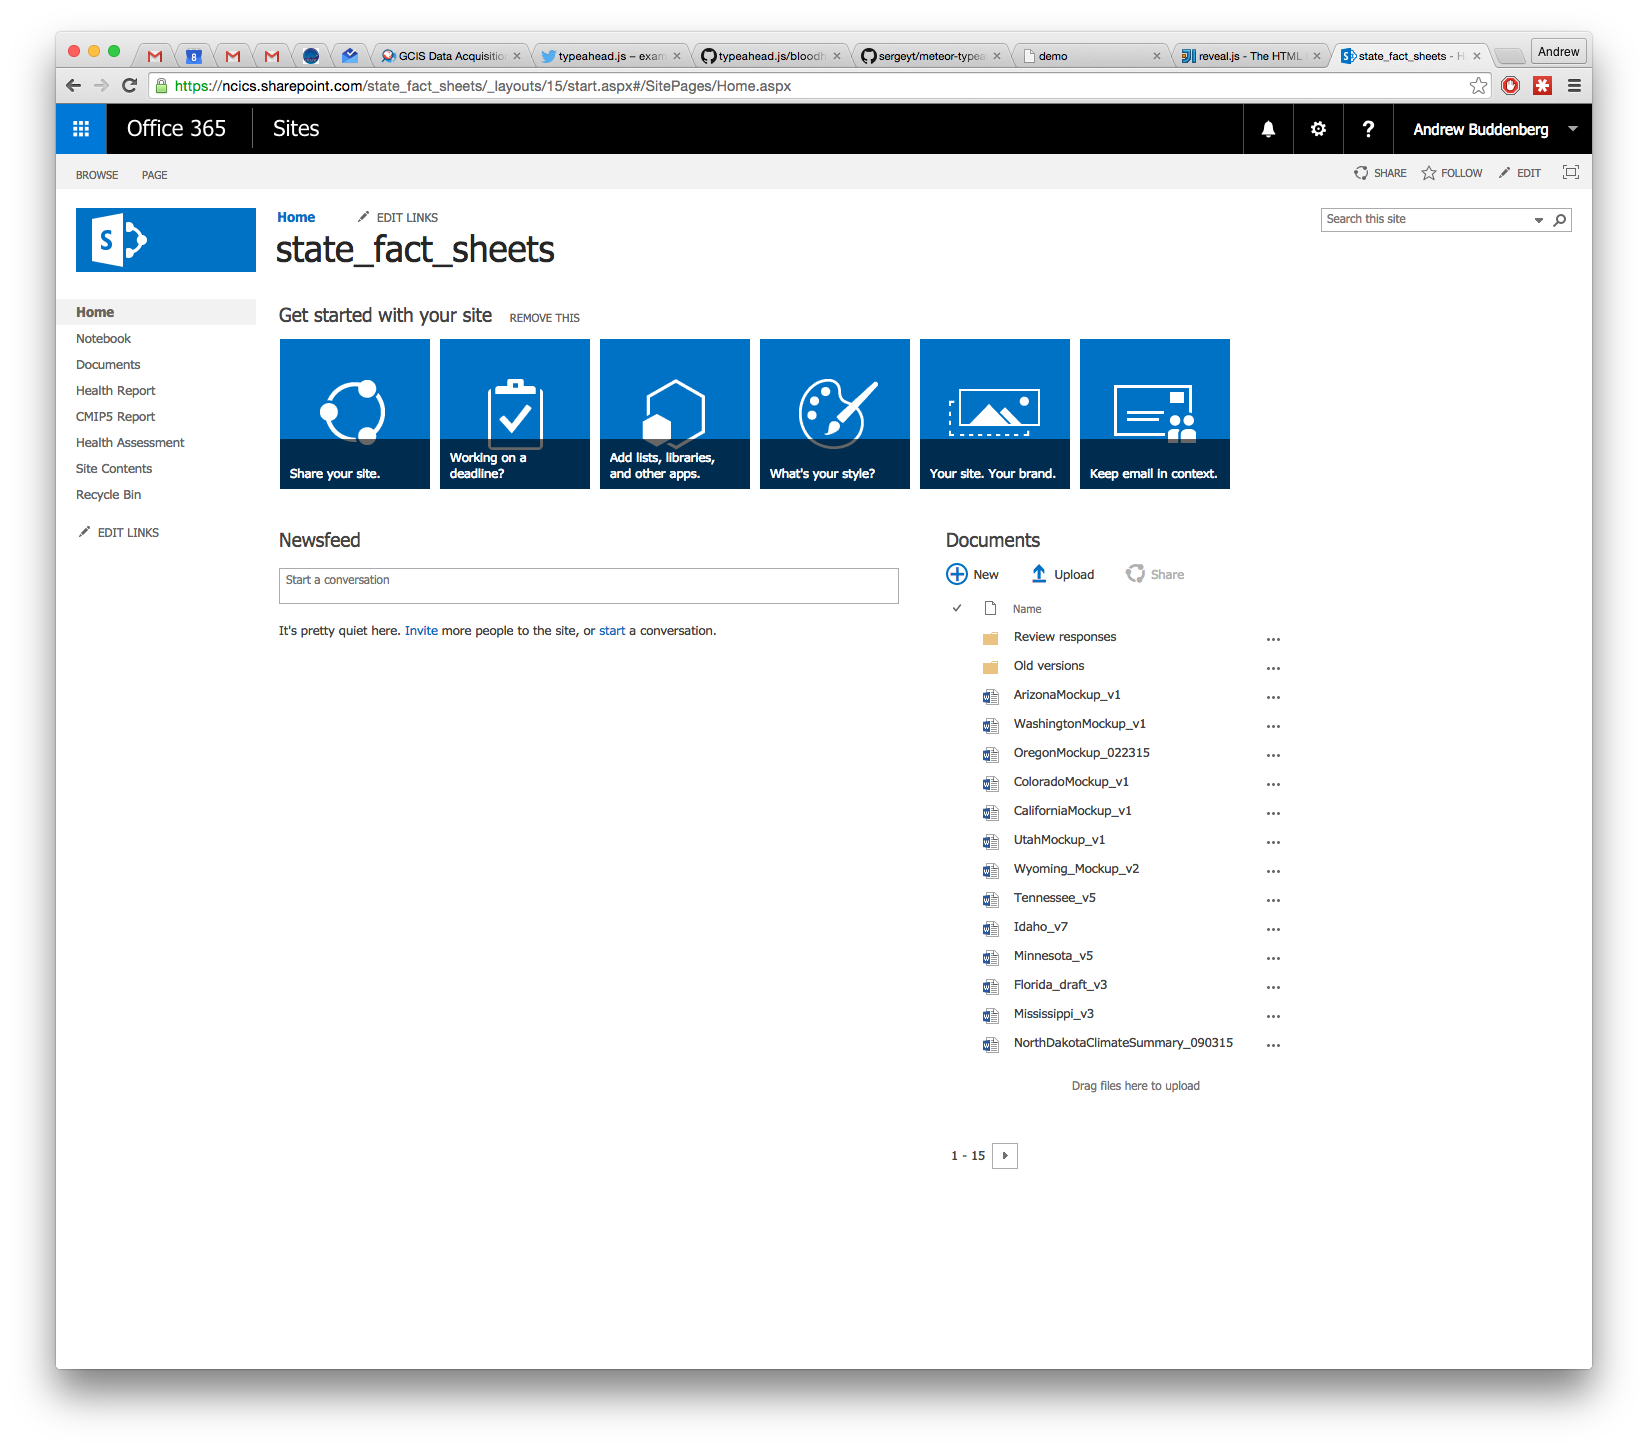 8
GCIS Data Acquisition
typeahead.js – exam
typeahead.js/bloodh
sergeyt/meteor-typea
demo
reveal.js - The HTML
state_fact_sheets - H
Andrew
https://ncics.sharepoint.com/state_fact_sheets/_layouts/15/start.aspx#/SitePages/Home.aspx
Office 365
Sites
?
Andrew Buddenberg
BROWSE
PAGE
SHARE
FOLLOW
EDIT
S
Home
EDIT LINKS
Search this site
state_fact_sheets
Home
Notebook
Documents
Health Report
CMIP5 Report
Health Assessment
Site Contents
Recycle Bin
EDIT LINKS
Get started with your site
REMOVE THIS
Share your site.
Working on a
deadline?
Add lists, libraries,
and other apps.
What's your style?
Your site. Your brand.
Keep email in context.
Newsfeed
Start a conversation
It's pretty quiet here. Invite more people to the site, or start a conversation.
Documents
New
Upload
Share
Name
Review responses
Old versions
ArizonaMockup_v1
WashingtonMockup_v1
OregonMockup_022315
ColoradoMockup_v1
CaliforniaMockup_v1
UtahMockup_v1
Wyoming_Mockup_v2
Tennessee_v5
Idaho_v7
Minnesota_v5
Florida_draft_v3
Mississippi_v3
NorthDakotaClimateSummary_090315
Drag files here to upload
1 - 15